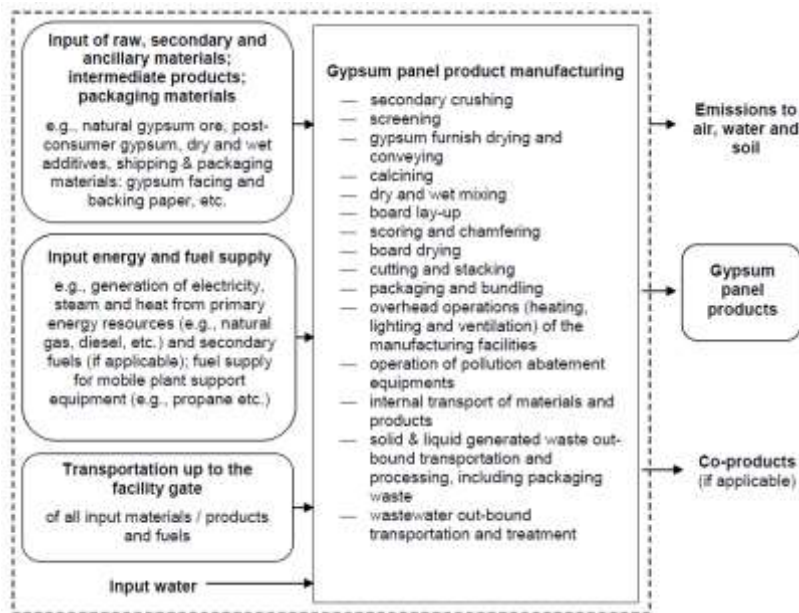 Input of raw, secondary and
ancillary materials;
intermediate products;
packaging materials
e.g., natural gypsum ore, post-
consumer gypsum, dry and wet
additives, shipping & packaging
materials: gypsum facing and
backing paper, etc.
Input energy and fuel supply
e.g., generation of electricity,
steam and heat from primary
energy resources (e.g., natural
gas, diesel, etc.) and secondary
fuels (if applicable); fuel supply
for mobile plant support
equipment (e.g., propane etc.)
Transportation up to the
facility gate
of all input materials / products
and fuels
Input water
Gypsum panel product manufacturing
— secondary crushing
— screening
— gypsum furnish drying and
conveying
— calcining
— dry and wet mixing
— board lay-up
— scoring and chamfering
— board drying
— cutting and stacking
— packaging and bundling
— overhead operations (heating,
lighting and ventilation) of the
manufacturing facilities
— operation of pollution abatement
equipments
— internal transport of materials and
products
— solid & liquid generated waste out-
bound transportation and
processing, including packaging
waste
— wastewater out-bound
transportation and treatment
Emissions to
air, water and
soil
Gypsum
panel
products
Co-products
(if applicable)